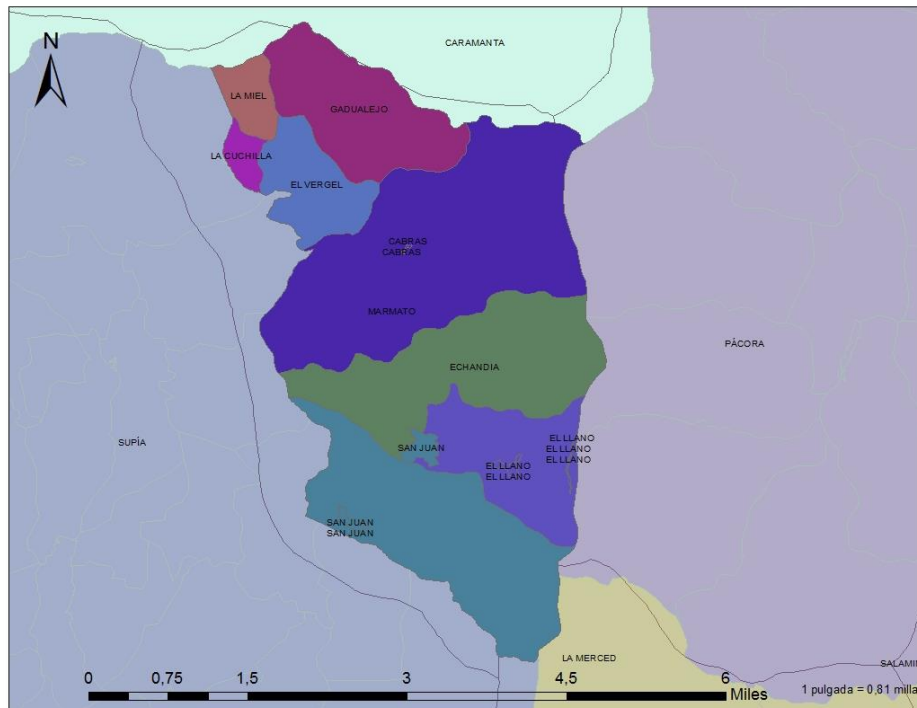 CARAMANTA
N
LA MIEL
GADUALEJO
LA CUCHILLA
EL VERGEL
CABRAS
CABRAS
MARMATO
PÁCORA
ECHANDIA
SUPÍA
EL LLANO
EL LLANO
EL LLANO
SAN JUAN
EL LLANO
EL LLANO
SAN JUAN
SAN JUAN
LA MERCED
SALAMI
0 0,75 1,5 3 4,5 6
Miles
1 pulgada = 0,81 milla